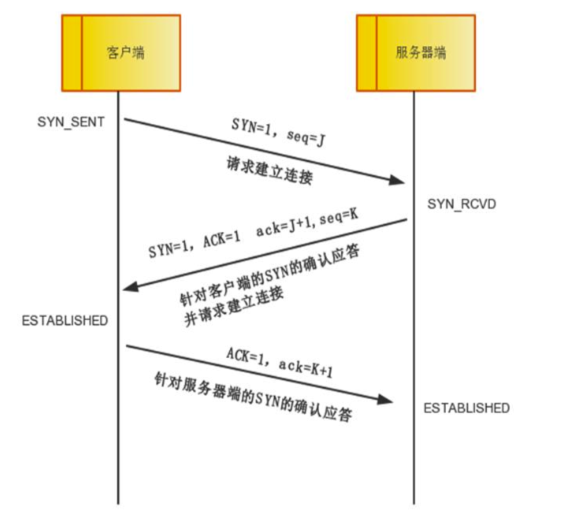 客户端
服务器端
SYN_SENT
SYN=1, seq=J
请求建立连接
SYN_RCVD
SYN=1, ACK=1 ack=J+1,seq=K
针对客户端的SYN的确认应答
并请求建立连接
ESTABLISHED
ACK=1, ack=K+1
针对服务器端的SYN的确认应答
ESTABLISHED